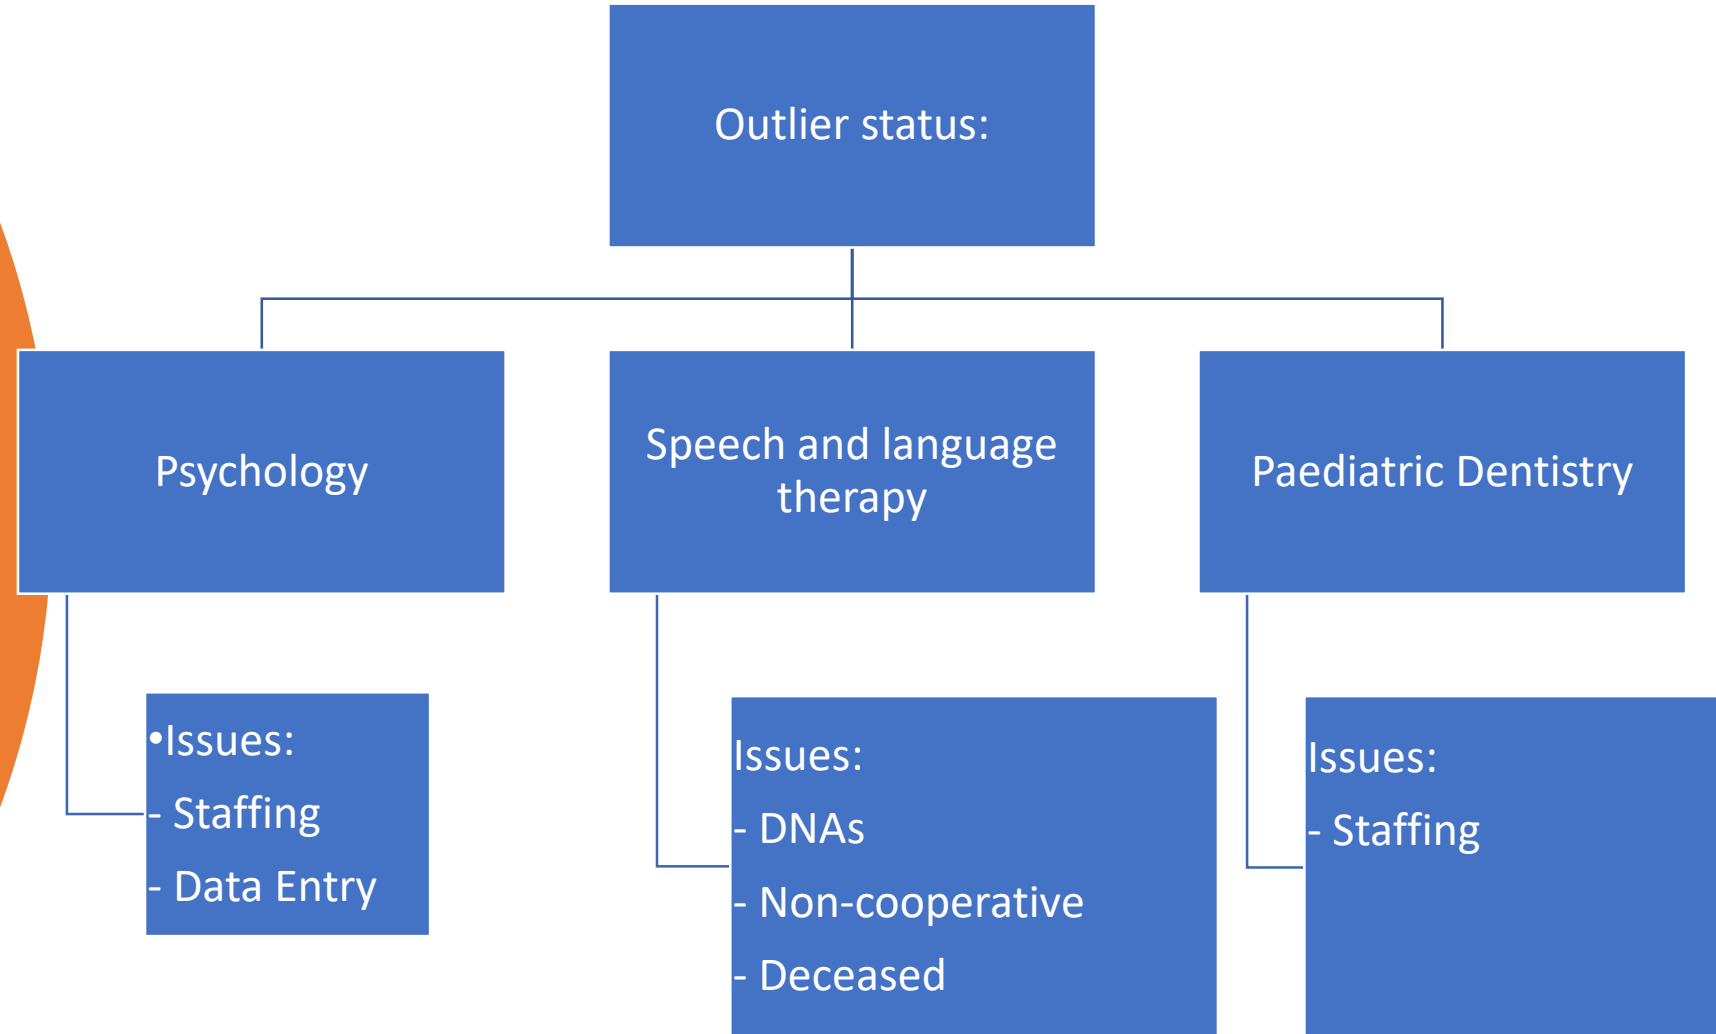 Outlier status:
Psychology
Speech and language
therapy
Paediatric Dentistry
•Issues:
- Staffing
- Data Entry
Issues:
- DNAs
- Non-cooperative
- Deceased
Issues:
- Staffing